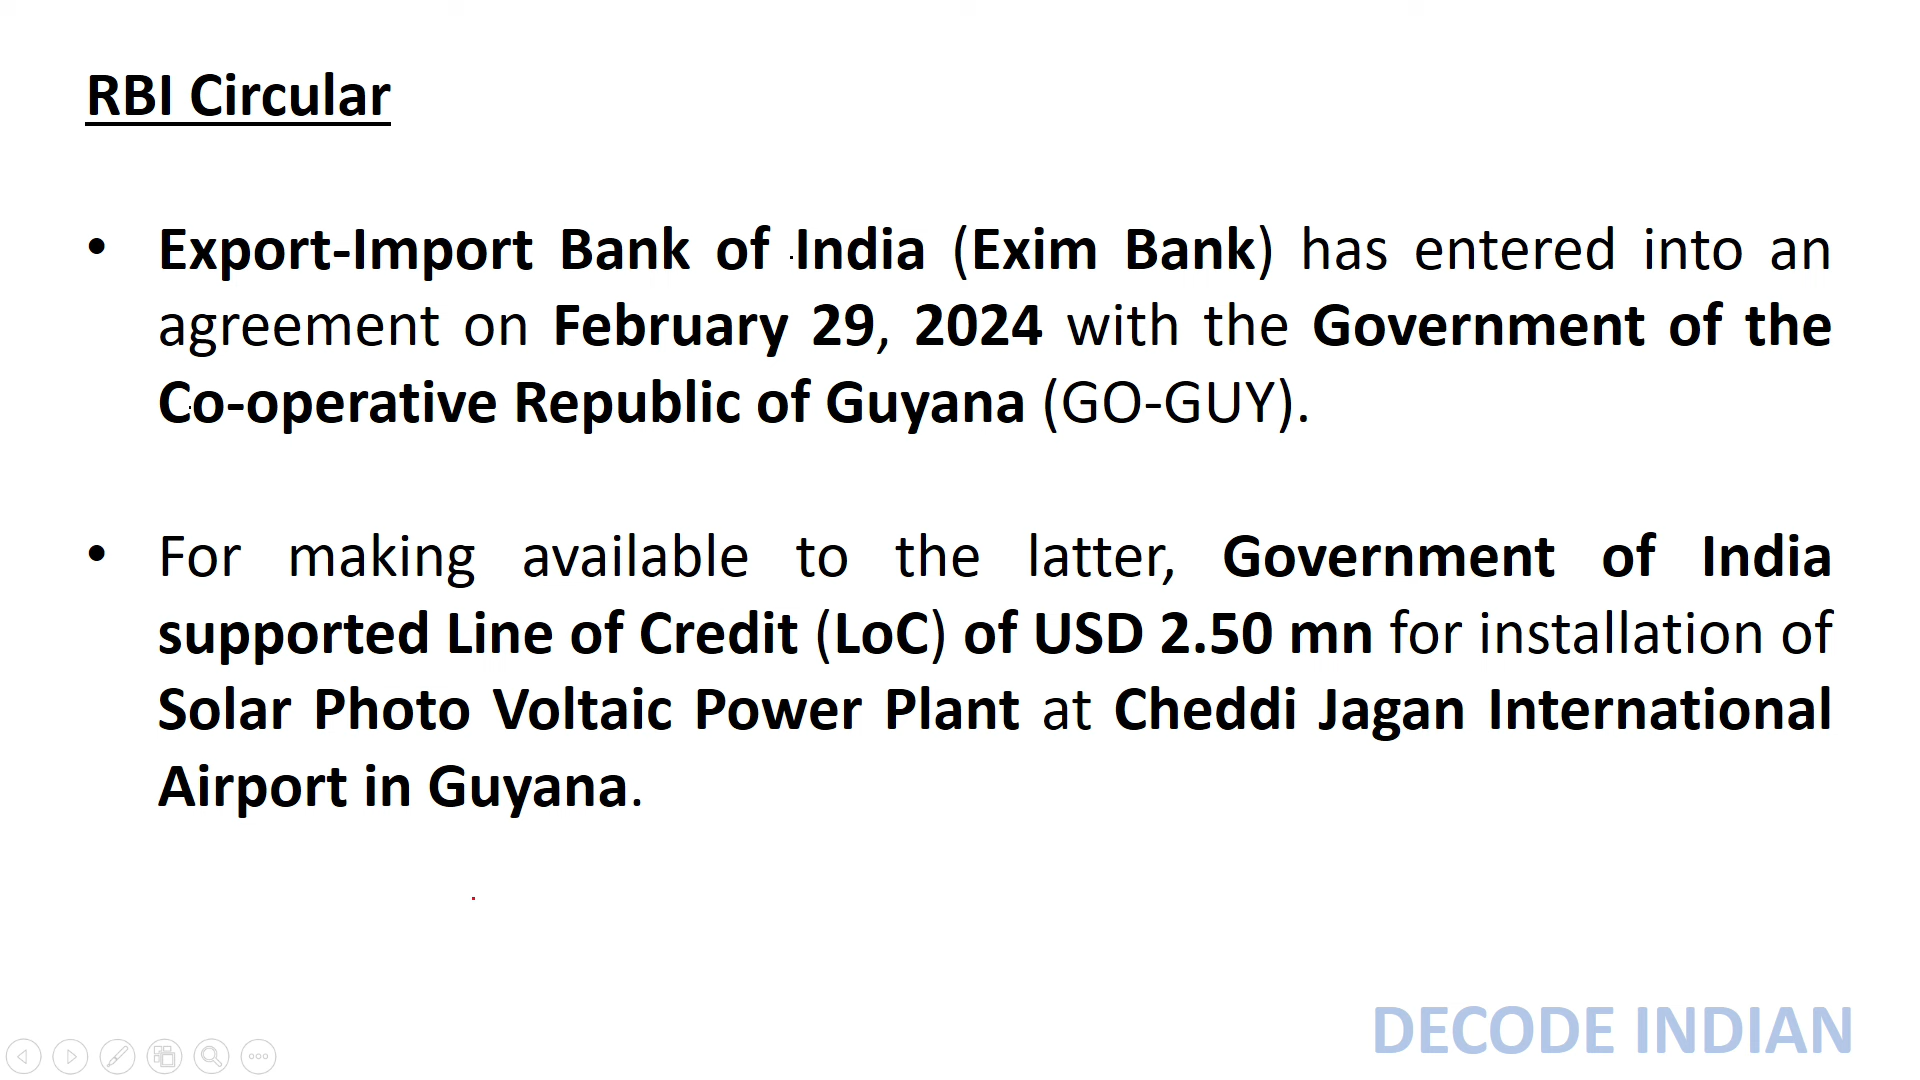 RBI Circular
• Export-Import Bank of India (Exim Bank) has entered into an
agreement on February 29, 2024 with the Government of the
Co-operative Republic of Guyana (GO-GUY).
• For making available to the latter, Government of India
supported Line of Credit (LoC) of USD 2.50 mn for installation of
Solar Photo Voltaic Power Plant at Cheddi Jagan International
Airport in Guyana.
DECODE INDIAN